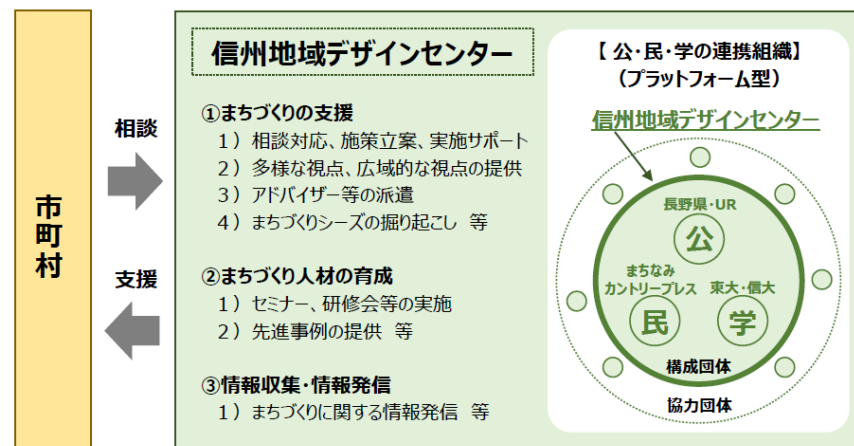 市町村
相談
支援
信州地域デザインセンター
①まちづくりの支援
1）相談対応、施策立案、実施サポート
2）多様な視点、広域的な視点の提供
3）アドバイザー等の派遣
4）まちづくりシーズの掘り起こし 等
②まちづくり人材の育成
1）セミナー、研修会等の実施
2）先進事例の提供 等
③情報収集・情報発信
1）まちづくりに関する情報発信 等
【 公・民・学の連携組織】
（プラットフォーム型）
信州地域デザインセンター
長野県・UR
公
まちなみ
カントリープレス
民
東大・信大
学
構成団体
協力団体